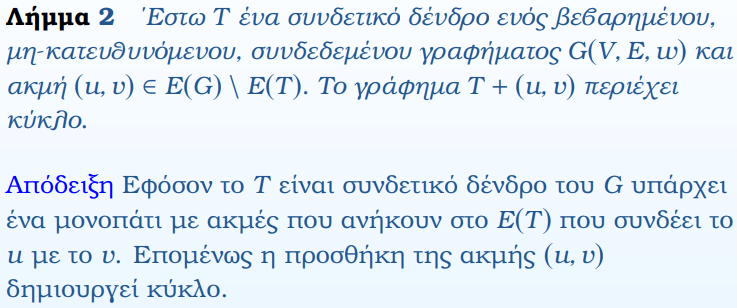 Λήμμα 2 Έστω T ένα συνδετικό δένδρο ενός βεβαρημένου,
μη-κατευθυνόμενου, συνδεδεμένου γραφήματος G(V, E, w) και
ακμή (u, v) ∈ E(G) \ E(T). Το γράφημα T + (u, v) περιέχει
κύκλο.
Απόδειξη Εφόσον το T είναι συνδετικό δένδρο του G υπάρχει
ένα μονοπάτι με ακμές που ανήκουν στο E(T) που συνδέει το
u με το v. Επομένως η προσθήκη της ακμής (u, v)
δημιουργεί κύκλο.